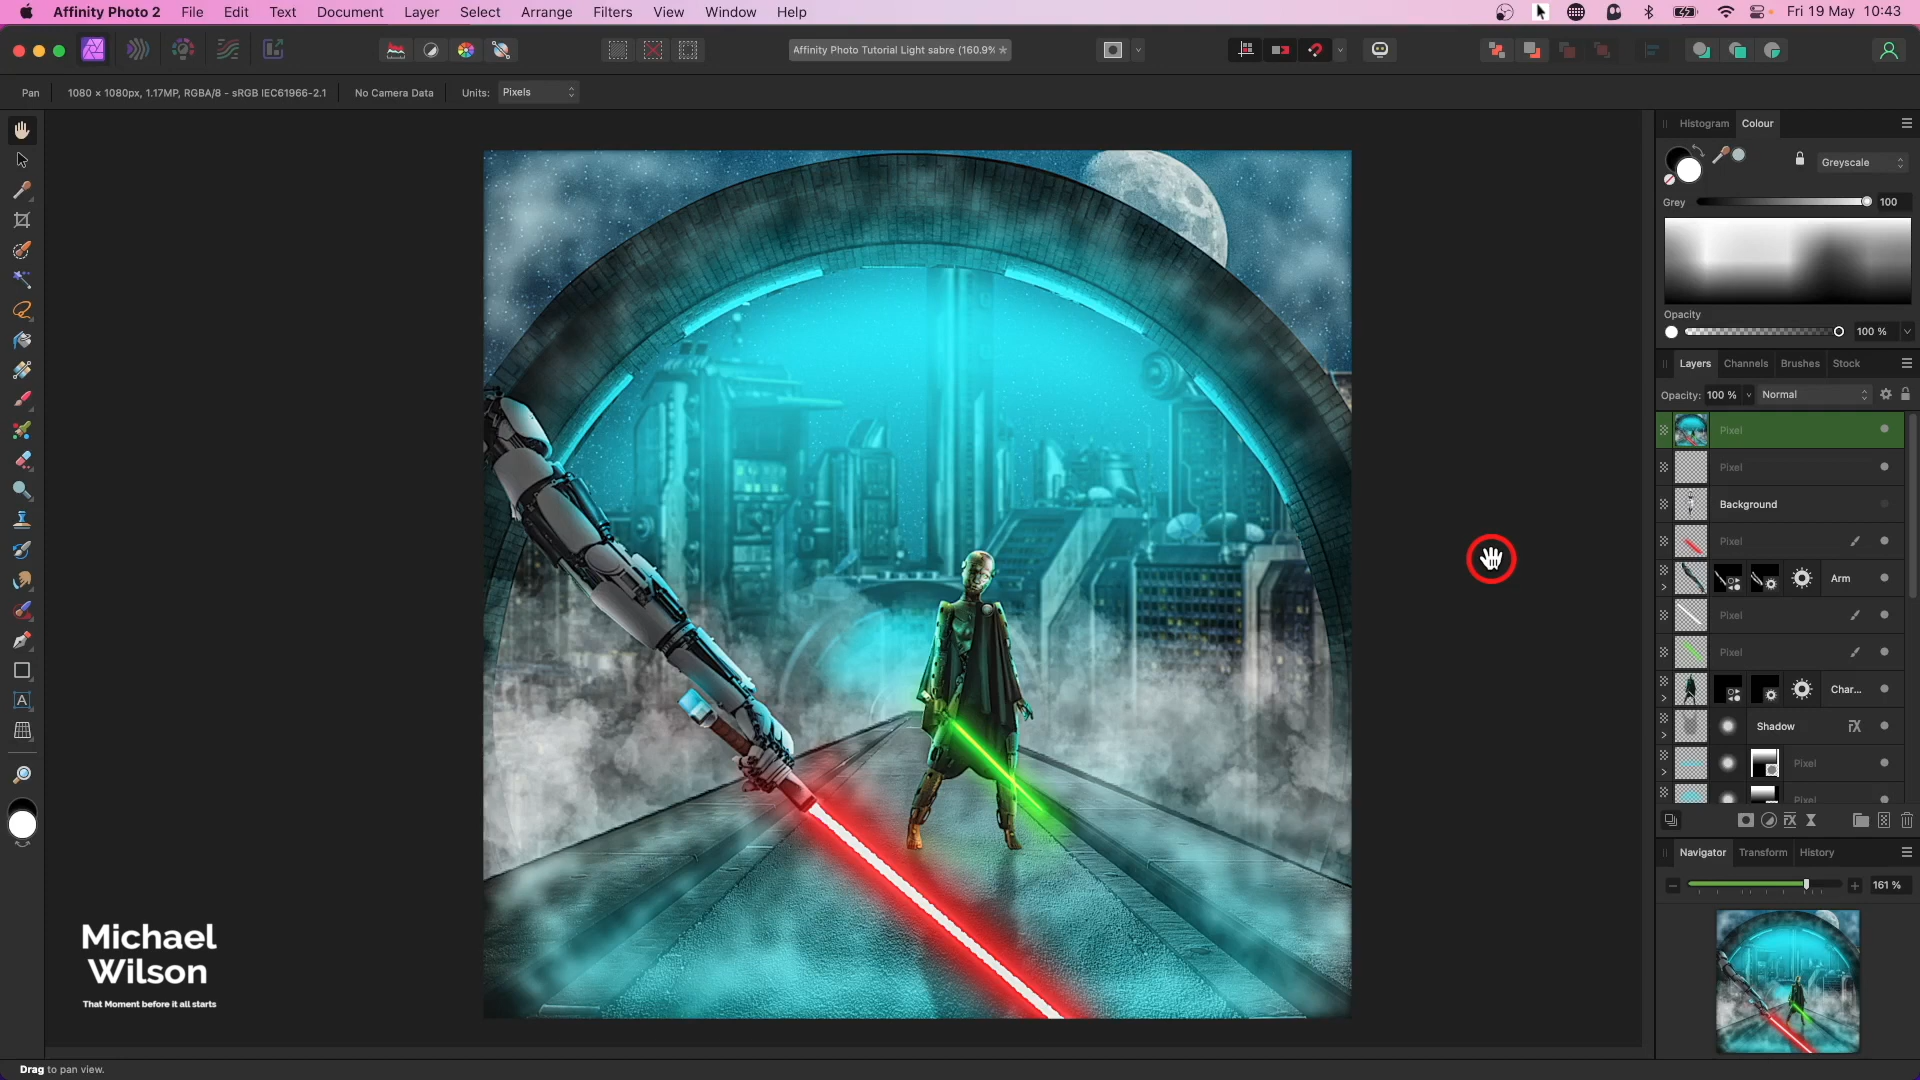 Affinity Photo 2 File Edit Text Document Layer Select Arrange Filters View Window Help Fri 19 May 10:43
Affinity Photo Tutorial Light sabre (160.9%
Pan 1080 × 1080px, 1.17MP, RGBA/8 - sRGB IEC61966-2.1 No Camera Data Units: Pixels
Histogram Colour
Greyscale
Grey 100
Opacity
100 %
Layers Channels Brushes Stock
Opacity: 100 % Normal
Pixel
Pixel
Background
Pixel
Arm
Pixel
Pixel
Char...
Shadow
Pixel
Pixel
Navigator Transform History
161 %
Michael
Wilson
That Moment before it all starts
Drag to pan view.